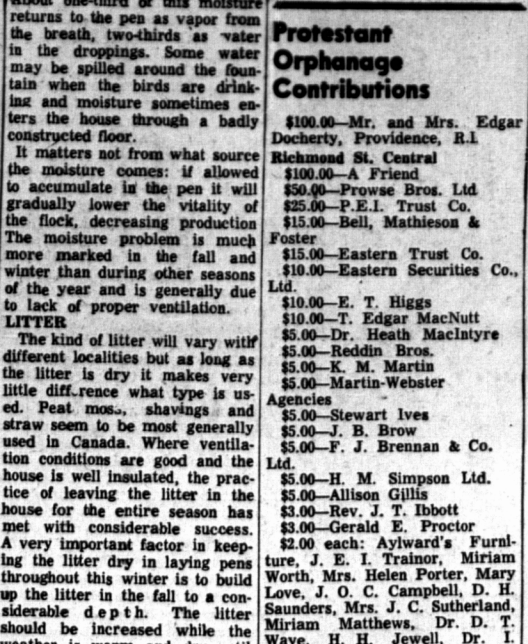 About one-third of this moisture
returns to the pen as vapor from
the breath, two-thirds as water
in the droppings. Some water
may be spilled around the foun-
tain when the birds are drink-
ing and moisture sometimes en-
ters the house through a badly
constructed floor.
It matters not from what source
the moisture comes: if allowed
to accumulate in the pen it will
gradually lower the vitality of
the flock, decreasing production
The moisture problem is much
more marked in the fall and
winter than during other seasons
of the year and is generally due
to lack of proper ventilation.
LITTER
The kind of litter will vary with
different localities but as long as
the litter is dry it makes very
little difference what type is us-
ed. Peat moss, shavings and
straw seem to be most generally
used in Canada. Where ventila-
tion conditions are good and the
house is well insulated, the prac-
tice of leaving the litter in the
house for the entire season has
met with considerable success.
A very important factor in keep-
ing the litter dry in laying pens
throughout this winter is to build
up the litter in the fall to a con-
siderable depth. The litter
should be increased while the
Protestant
Orphanage
Contributions
$100.00—Mr. and Mrs. Edgar
Docherty, Providence, R.I
Richmond St. Central
$100.00—A Friend
$50.00—Prowse Bros. Ltd
$25.00—P.E.I. Trust Co.
$15.00—Bell, Mathieson &
Foster
$15.00—Eastern Trust Co.
$10.00—Eastern Securities Co.,
Ltd.
$10.00—E. T. Higgs
$10.00—T. Edgar MacNutt
$5.00—Dr. Heath MacIntyre
$5.00—Reddin Bros.
$5.00—K. M. Martin
$5.00—Martin-Webster
Agencies
$5.00—Stewart Ives
$5.00—J. B. Brow
$5.00—F. J. Brennan & Co.
Ltd.
$5.00—H. M. Simpson Ltd.
$5.00—Allison Gillis
$3.00—Rev. J. T. Ibbott
$3.00—Gerald E. Proctor
$2.00 each: Aylward's Furni-
ture, J. E. I. Trainor, Miriam
Worth, Mrs. Helen Porter, Mary
Love, J. O. C. Campbell, D. H.
Saunders, Mrs. J. C. Sutherland,
Miriam Matthews, Dr. D. T.
Waye, H. H. Jewell, Dr. I.